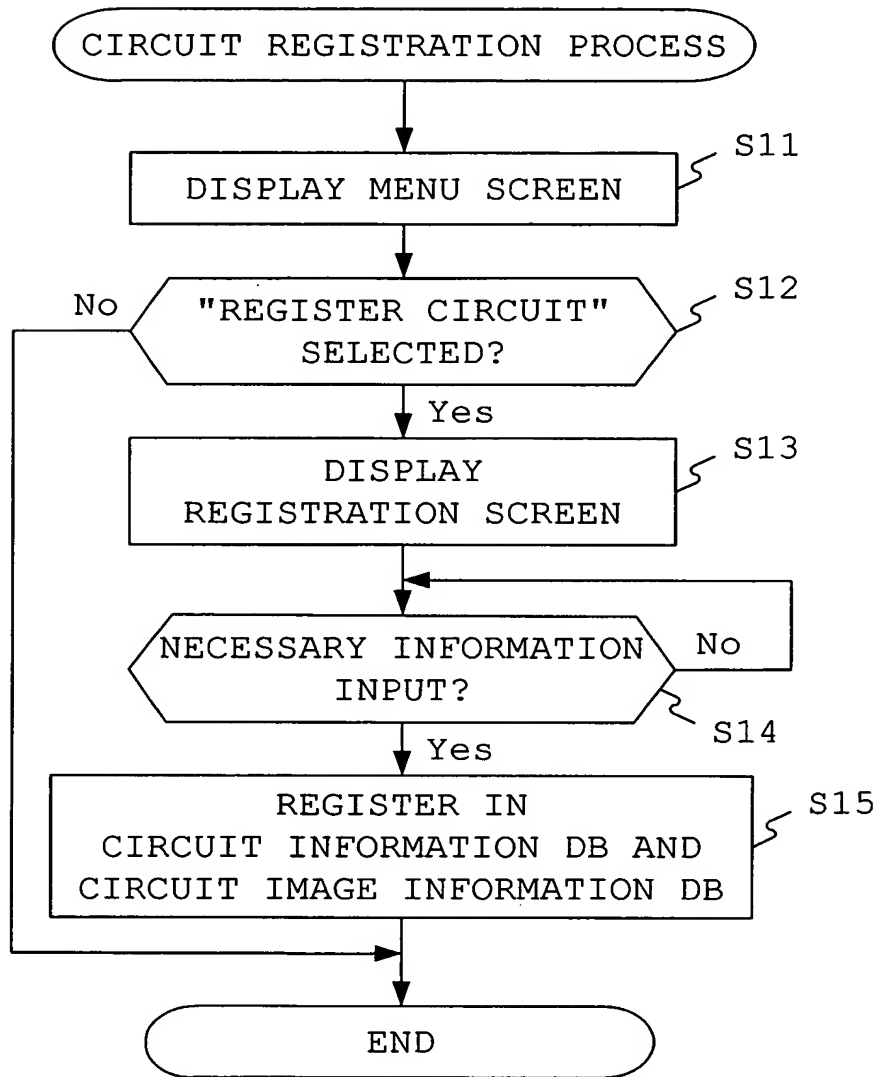 CIRCUIT REGISTRATION PROCESS
S11
DISPLAY MENU SCREEN
S12
No
"REGISTER CIRCUIT"
SELECTED?
Yes
S13
DISPLAY
REGISTRATION SCREEN
NECESSARY INFORMATION
INPUT?
No
S14
Yes
S15
REGISTER IN
CIRCUIT INFORMATION DB AND
CIRCUIT IMAGE INFORMATION DB
END